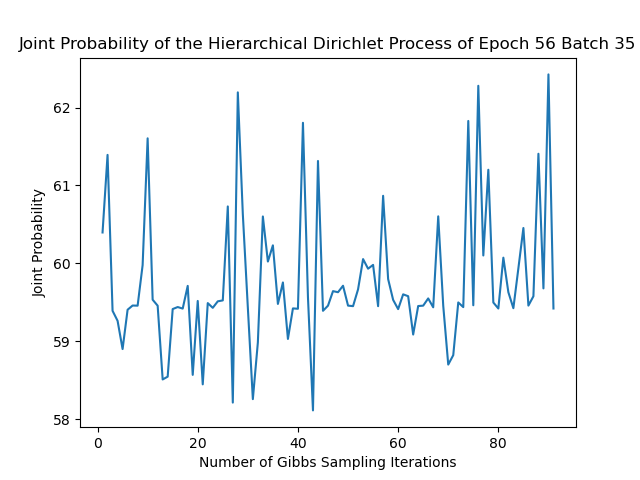 Joint Probability of the Hierarchical Dirichlet Process of Epoch 56 Batch 35
62
61
60
59
58
Joint Probability
0 20 40 60 80
Number of Gibbs Sampling Iterations